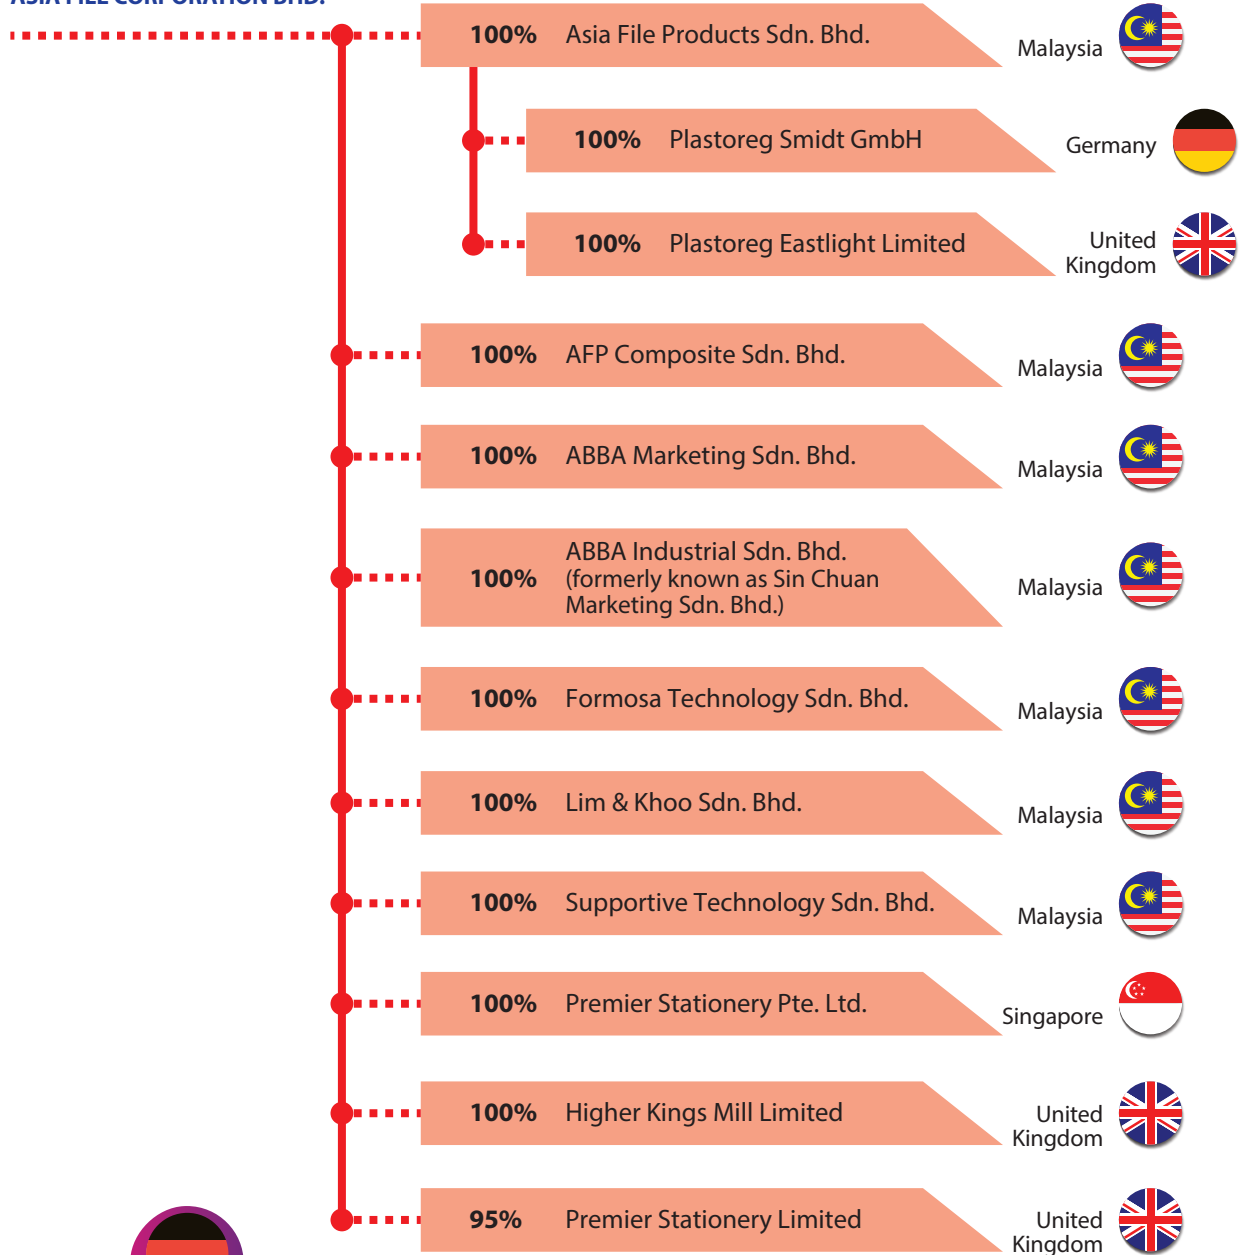 ASIA FILE CORPORATION BHD.
100% Asia File Products Sdn. Bhd.
Malaysia
100% Plastoreg Smidt GmbH
Germany
100% Plastoreg Eastlight Limited
United
Kingdom
100% AFP Composite Sdn. Bhd.
Malaysia
100% ABBA Marketing Sdn. Bhd.
Malaysia
100% ABBA Industrial Sdn. Bhd.
(formerly known as Sin Chuan
Marketing Sdn. Bhd.)
Malaysia
100% Formosa Technology Sdn. Bhd.
Malaysia
100% Lim & Khoo Sdn. Bhd.
Malaysia
100% Supportive Technology Sdn. Bhd.
Malaysia
100% Premier Stationery Pte. Ltd.
Singapore
100% Higher Kings Mill Limited
United
Kingdom
95% Premier Stationery Limited
United
Kingdom